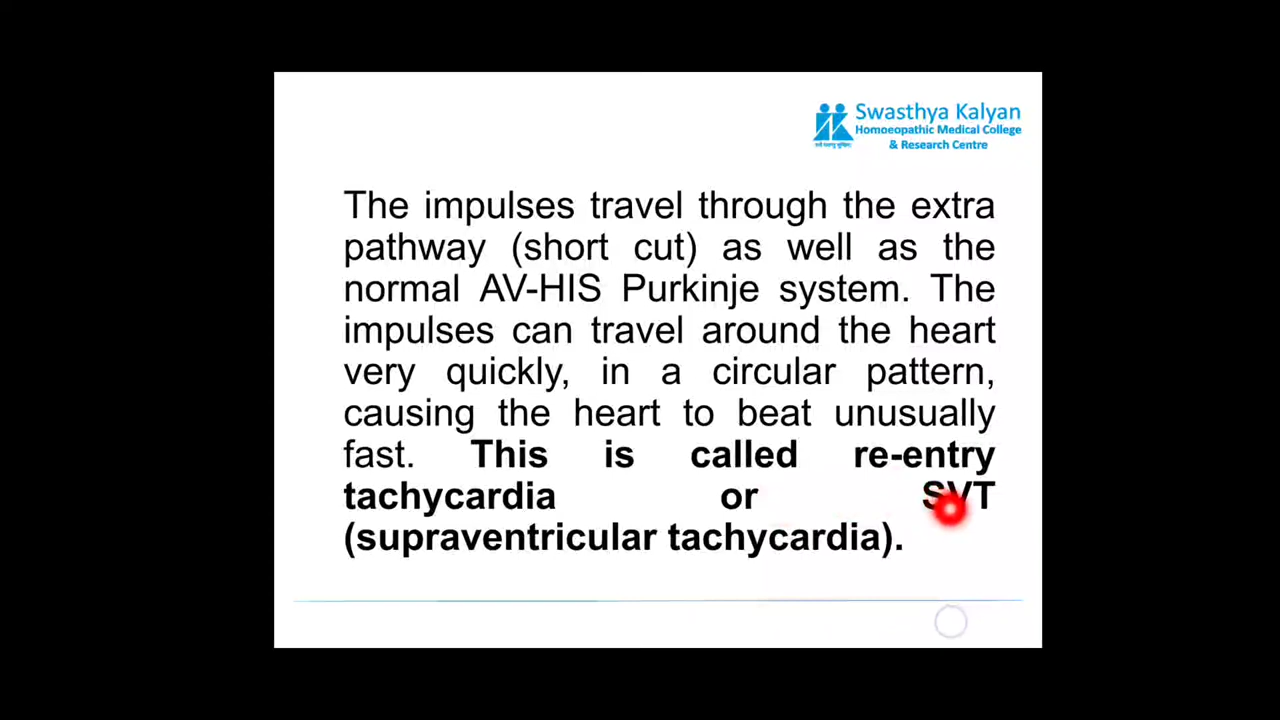 Swasthya Kalyan
Homoeopathic Medical College
& Research Centre
The impulses travel through the extra
pathway (short cut) as well as the
normal AV-HIS Purkinje system. The
impulses can travel around the heart
very quickly, in a circular pattern,
causing the heart to beat unusually
fast. This is called re-entry
tachycardia or SVT
(supraventricular tachycardia).